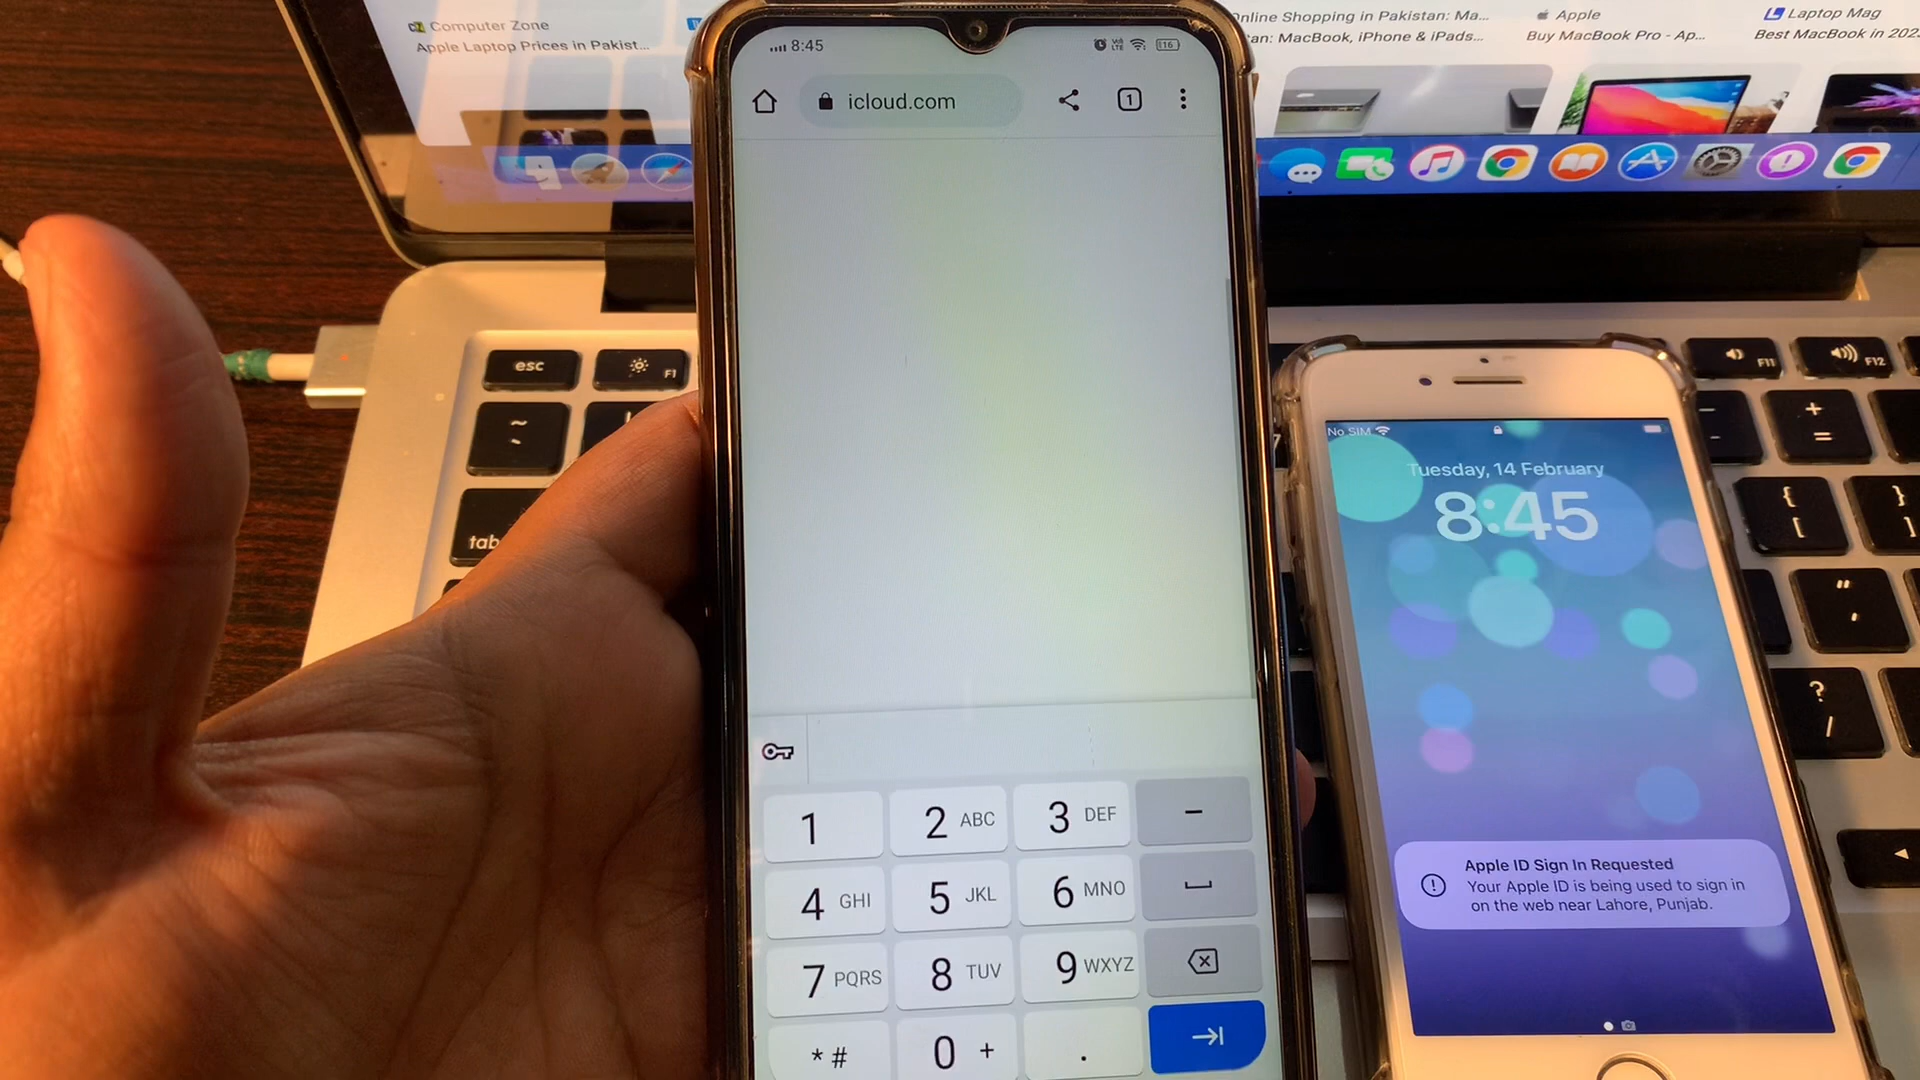 Computer Zone
Apple Laptop Prices in Pakist...
Online Shopping in Pakistan: Ma...
tan: MacBook, iPhone & iPads...
Apple
Buy MacBook Pro - Ap...
Laptop Mag
Best MacBook in 202
8:45
16
icloud.com
1
esc
F1
~
tab
F11
F12
+
=
{
[
}
]
"
'
?
/
No SIM
Tuesday, 14 February
8:45
Apple ID Sign In Requested
Your Apple ID is being used to sign in
on the web near Lahore, Punjab.
1
2 ABC
3 DEF
-
4 GHI
5 JKL
6 MNO
7 PQRS
8 TUV
9 WXYZ
* #
0 +
.